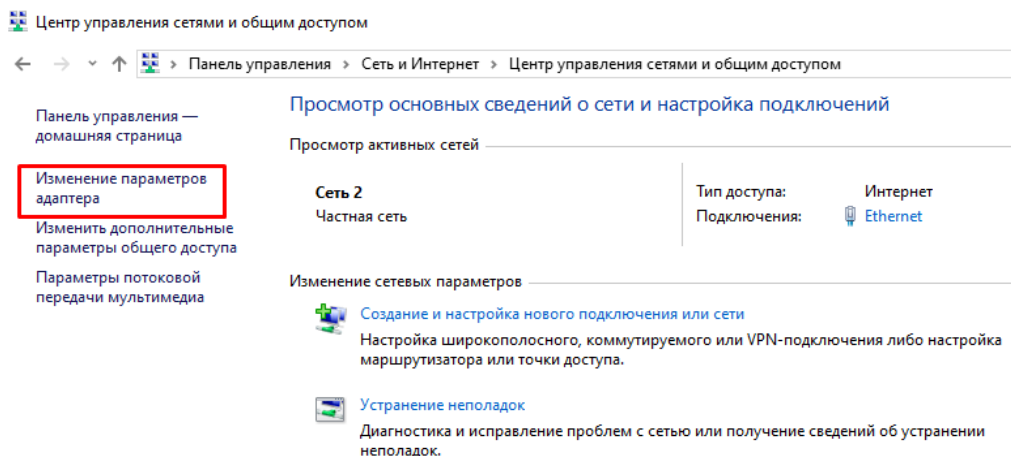 Центр управления сетями и общим доступом
Панель управления > Сеть и Интернет > Центр управления сетями и общим доступом
Панель управления —
домашняя страница
Изменение параметров
адаптера
Изменить дополнительные
параметры общего доступа
Параметры потоковой
передачи мультимедиа
Просмотр основных сведений о сети и настройка подключений
Просмотр активных сетей
Сеть 2
Частная сеть
Тип доступа: Интернет
Подключения: Ethernet
Изменение сетевых параметров
Создание и настройка нового подключения или сети
Настройка широкополосного, коммутируемого или VPN-подключения либо настройка
маршрутизатора или точки доступа.
Устранение неполадок
Диагностика и исправление проблем с сетью или получение сведений об устранении
неполадок.